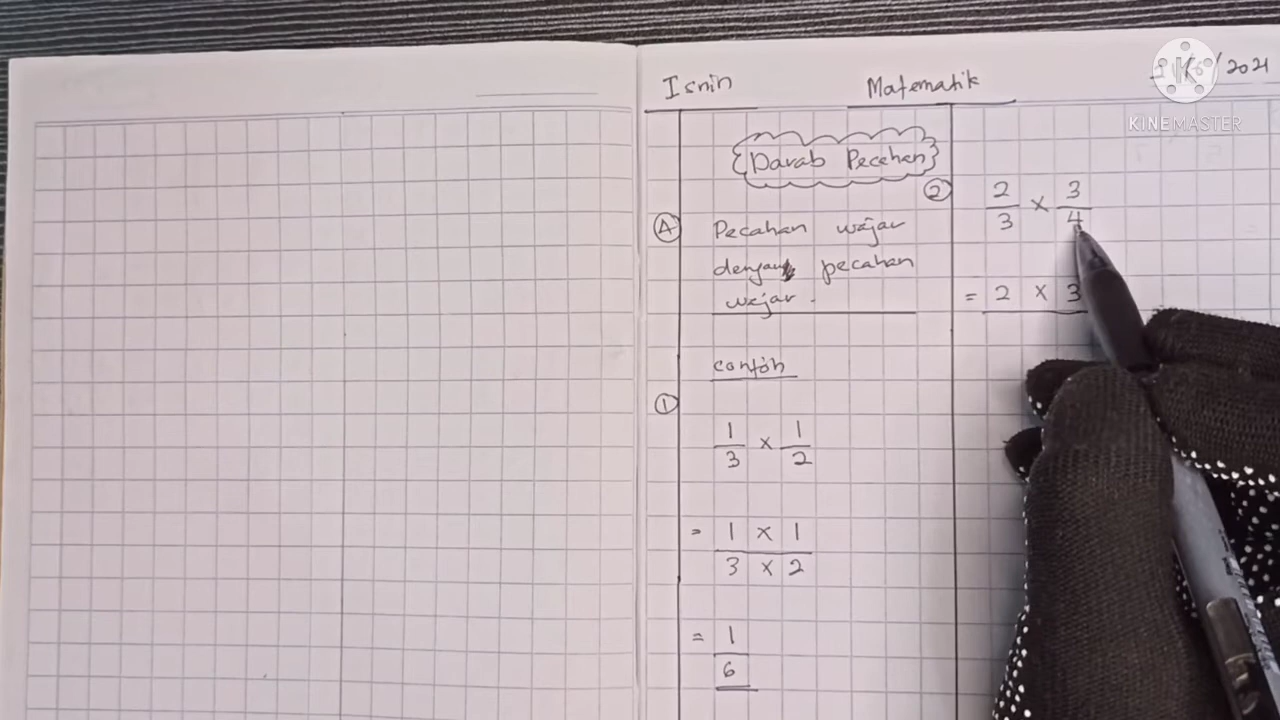 Isnin Matematik /2021
KINEMASTER
Darab Pecahan
A Pecahan wajar
dengan pecahan
wajar.
contoh
1
1/3 x 1/2
= 1 x 1
3 x 2
= 1
6
2 2/3 x 3/4
= 2 x 3